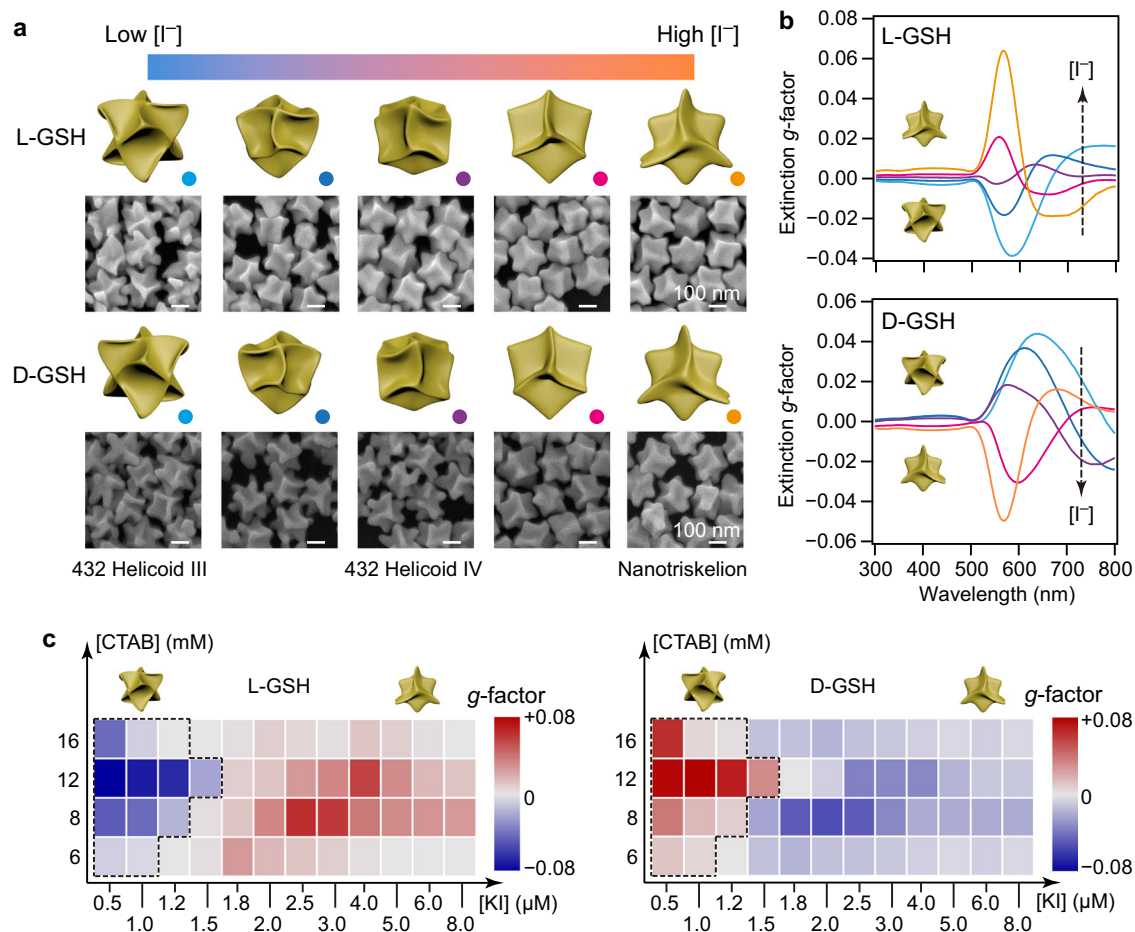 a
Low [I⁻]
High [I⁻]
L-GSH
100 nm
D-GSH
100 nm
432 Helicoid III
432 Helicoid IV
Nanotriskelion
b
L-GSH
[I⁻]
Extinction g-factor
0.08
0.06
0.04
0.02
0.00
−0.02
−0.04
D-GSH
[I⁻]
Extinction g-factor
0.06
0.04
0.02
0.00
−0.02
−0.04
−0.06
300 400 500 600 700 800
Wavelength (nm)
c
[CTAB] (mM)
L-GSH
g-factor
+0.08
0
−0.08
16
12
8
6
[KI] (µM)
0.5 1.2 1.8 2.5 4.0 6.0
1.0 1.5 2.0 3.0 5.0 8.0
[CTAB] (mM)
D-GSH
g-factor
+0.08
0
−0.08
16
12
8
6
[KI] (µM)
0.5 1.2 1.8 2.5 4.0 6.0
1.0 1.5 2.0 3.0 5.0 8.0